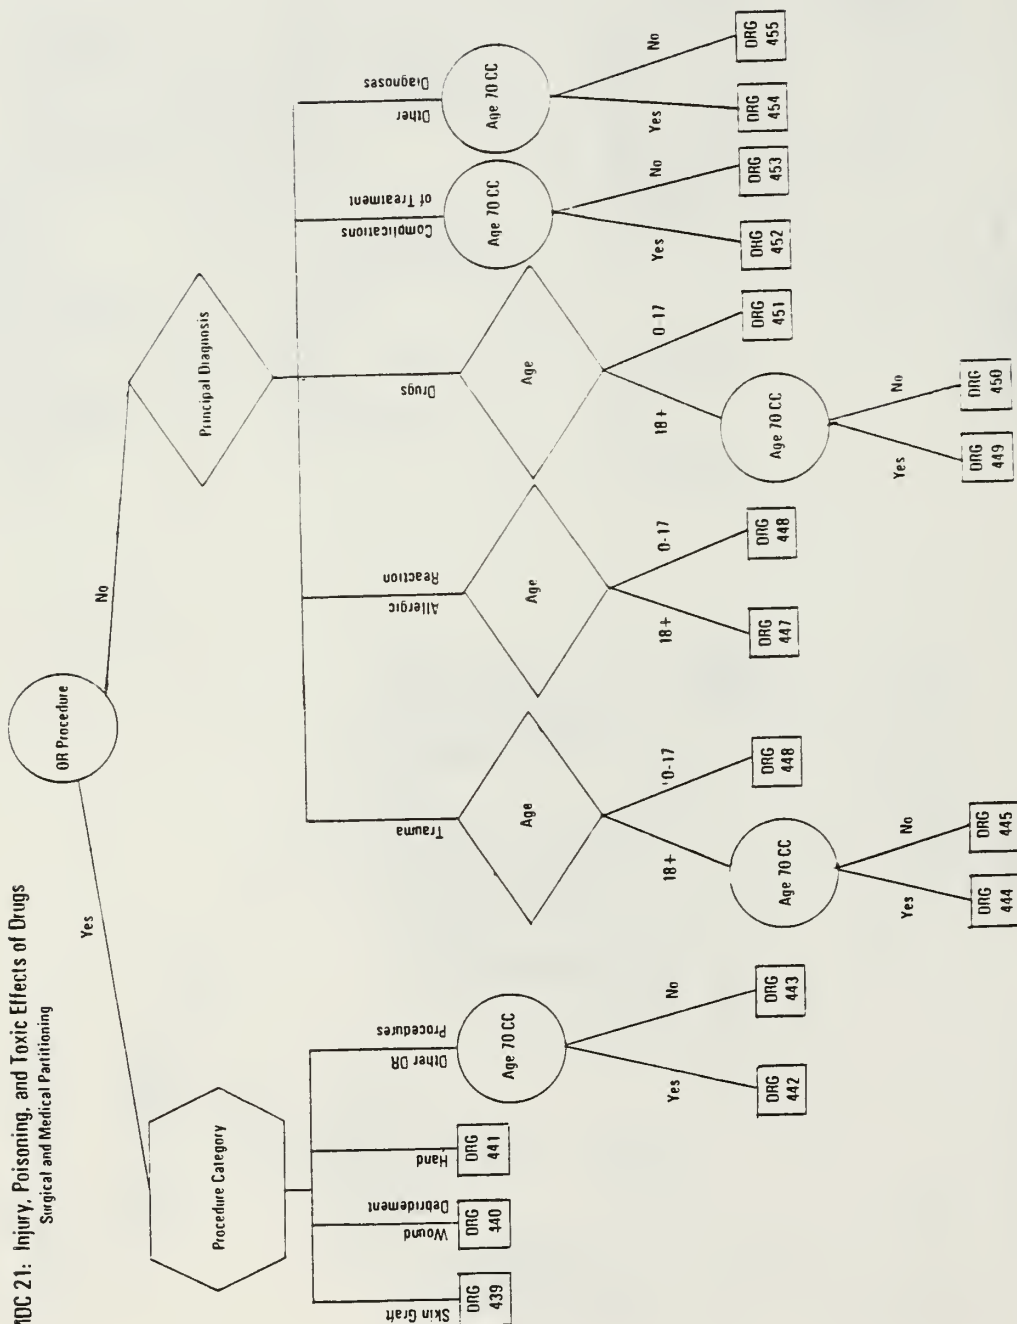 MDC 21: Injury, Poisoning, and Toxic Effects of Drugs
Surgical and Medical Partitioning
OR Procedure
Yes
No
Procedure Category
Principal Diagnosis
Skin Graft
Wound
Debridement
Hand
Other OR
Procedures
Trauma
Allergic
Reaction
Drugs
Complications
of Treatment
Other
Diagnoses
DRG
439
DRG
440
DRG
441
Age 70 CC
Age
Age
Age
Age 70 CC
Age 70 CC
Yes
No
18+
0-17
18+
0-17
18+
0-17
Yes
No
Yes
No
DRG
442
DRG
443
Age 70 CC
DRG
448
DRG
447
DRG
448
Age 70 CC
DRG
451
DRG
452
DRG
453
DRG
454
DRG
455
Yes
No
Yes
No
DRG
444
DRG
445
DRG
449
DRG
450